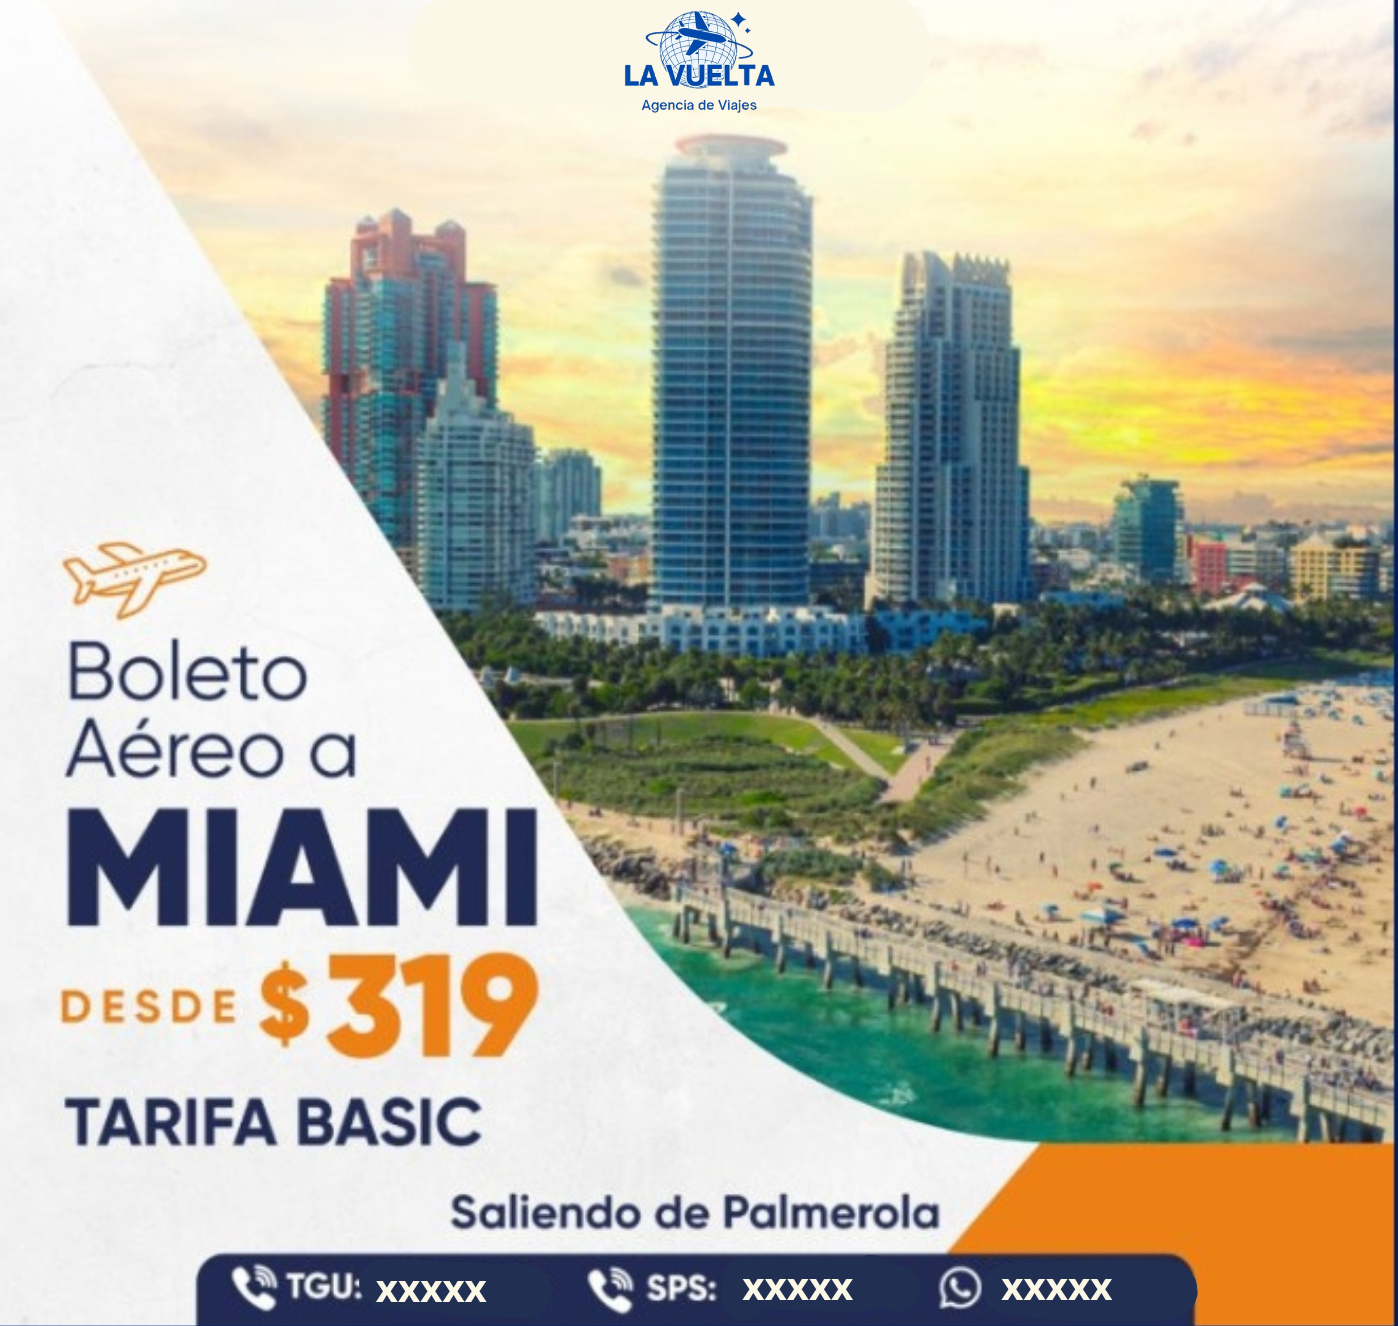 LA VUELTA
Agencia de Viajes
Boleto
Aéreo a
MIAMI
DESDE $319
TARIFA BASIC
Saliendo de Palmerola
TGU: XXXXX SPS: XXXXX XXXXX